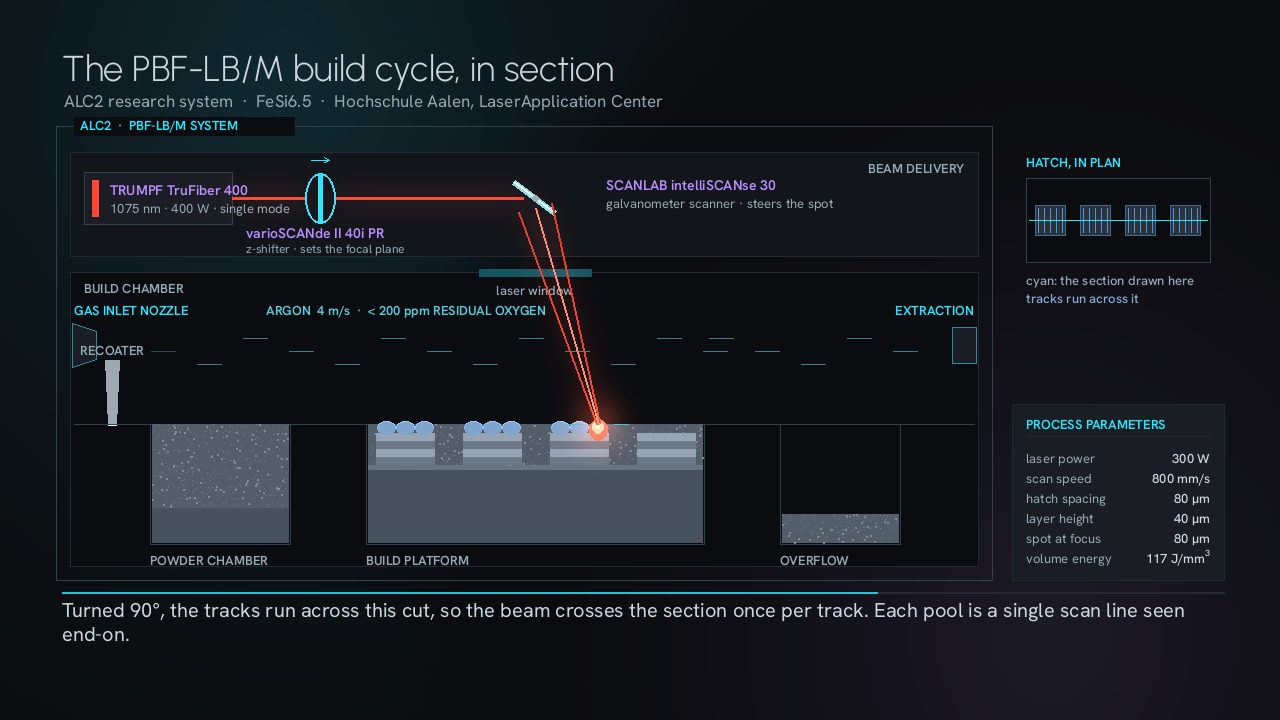 The PBF-LB/M build cycle, in section
ALC2 research system · FeSi6.5 · Hochschule Aalen, LaserApplication Center
ALC2 · PBF-LB/M SYSTEM
BEAM DELIVERY
TRUMPF TruFiber 400
1075 nm · 400 W · single mode
varioSCANde II 40i PR
z-shifter · sets the focal plane
SCANLAB intelliSCANse 30
galvanometer scanner · steers the spot
HATCH, IN PLAN
cyan: the section drawn here
tracks run across it
BUILD CHAMBER
laser window
GAS INLET NOZZLE
ARGON 4 m/s · < 200 ppm RESIDUAL OXYGEN
EXTRACTION
RECOATER
POWDER CHAMBER
BUILD PLATFORM
OVERFLOW
PROCESS PARAMETERS
laser power 300 W
scan speed 800 mm/s
hatch spacing 80 µm
layer height 40 µm
spot at focus 80 µm
volume energy 117 J/mm³
Turned 90°, the tracks run across this cut, so the beam crosses the section once per track. Each pool is a single scan line seen
end-on.